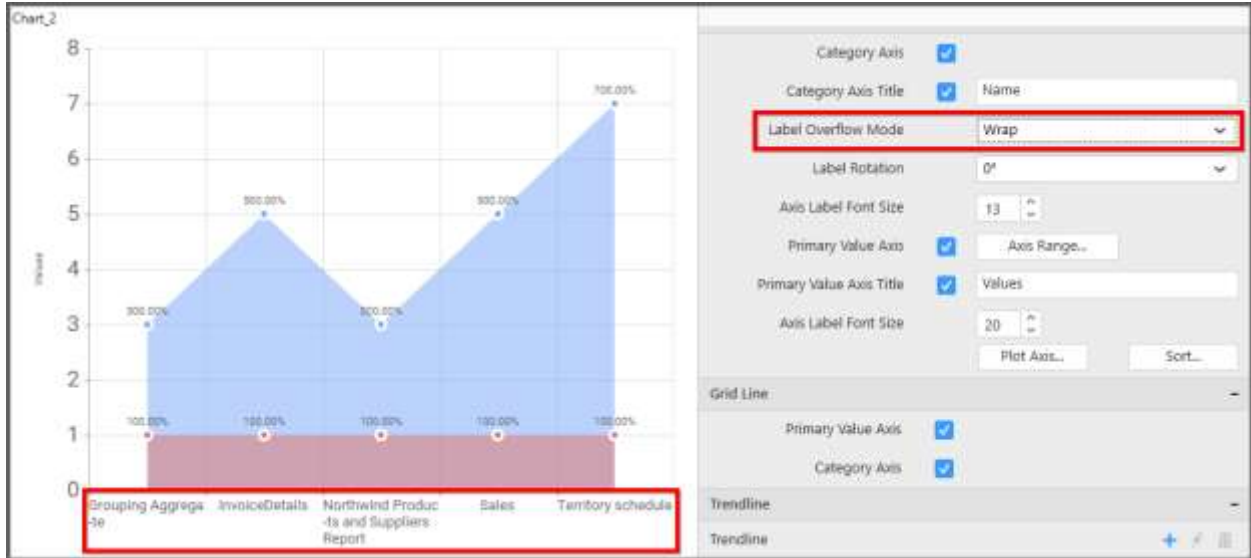 Chart_2
8
7
6
5
4
3
2
1
0
Values
700.00%
500.00%
500.00%
300.00%
300.00%
100.00%
100.00%
100.00%
100.00%
100.00%
Grouping Aggrega
-te
InvoiceDetails
Northwind Produc
-ts and Suppliers
Report
Sales
Territory schedule
Category Axis
Category Axis Title
Name
Label Overflow Mode
Wrap
Label Rotation
0°
Axis Label Font Size
13
Primary Value Axis
Axis Range...
Primary Value Axis Title
Values
Axis Label Font Size
20
Plot Axis...
Sort...
Grid Line
Primary Value Axis
Category Axis
Trendline
Trendline